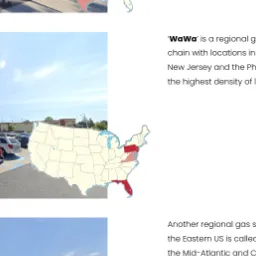 'WaWa' is a regional g
chain with locations in
New Jersey and the Ph
the highest density of l
Another regional gas s
the Eastern US is called
the Mid-Atlantic and C